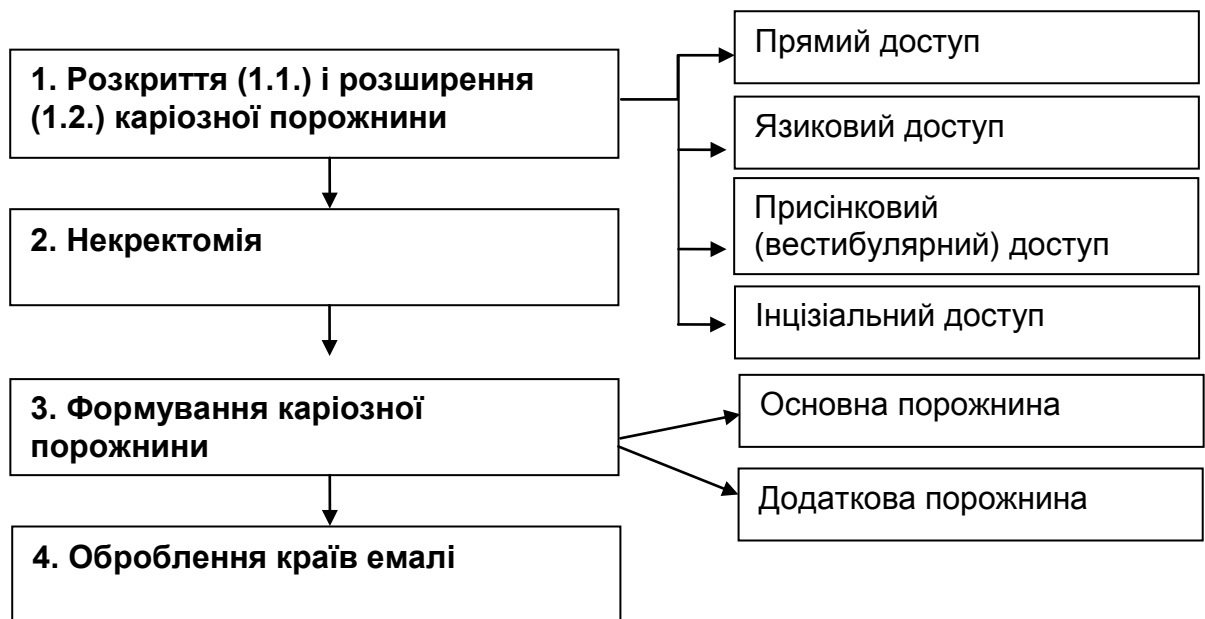 1. Розкриття (1.1.) і розширення
(1.2.) каріозної порожнини
Прямий доступ
Язиковий доступ
Присінковий
(вестибулярний) доступ
Інцізіальний доступ
2. Некректомія
3. Формування каріозної
порожнини
Основна порожнина
Додаткова порожнина
4. Оброблення країв емалі